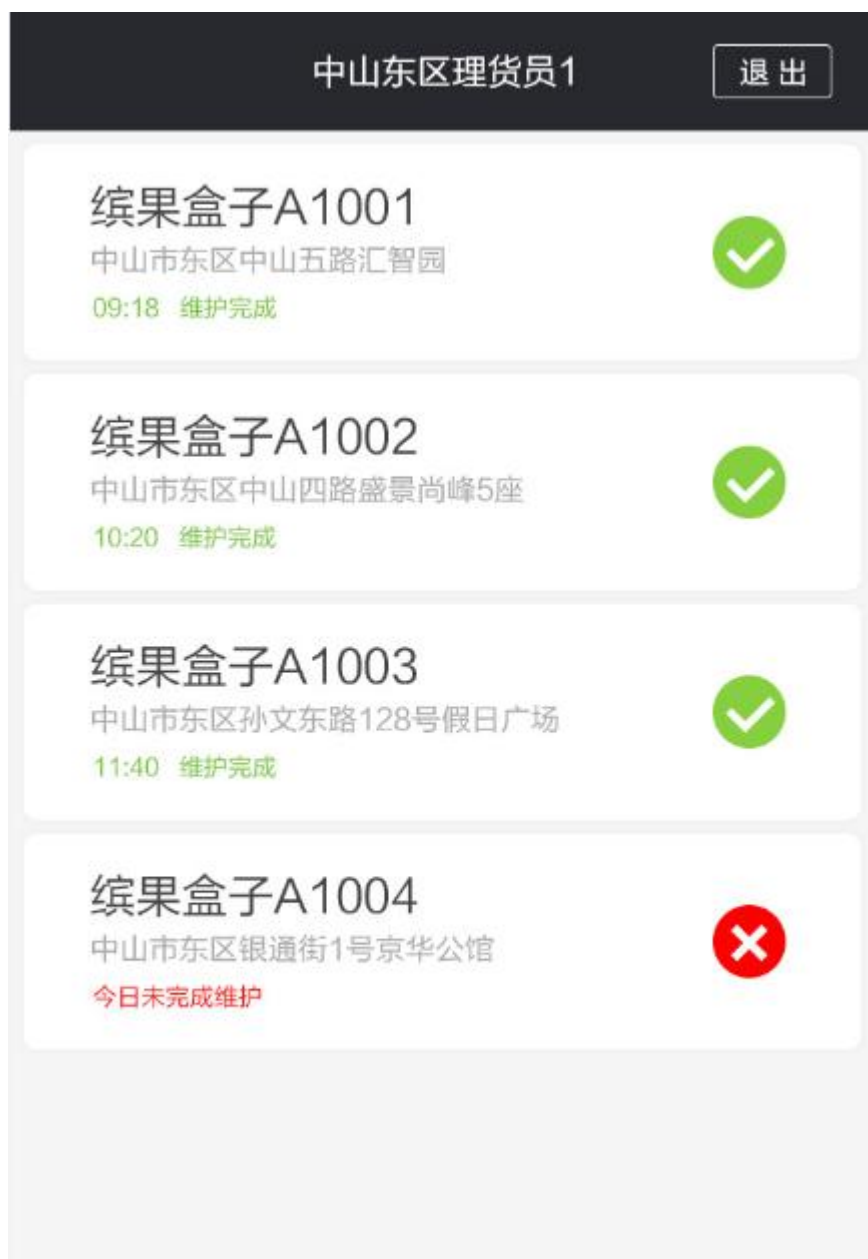 中山东区理货员1
退出
缤果盒子A1001
中山市东区中山五路汇智园
09:18 维护完成
缤果盒子A1002
中山市东区中山四路盛景尚峰5座
10:20 维护完成
缤果盒子A1003
中山市东区孙文东路128号假日广场
11:40 维护完成
缤果盒子A1004
中山市东区银通街1号京华公馆
今日未完成维护